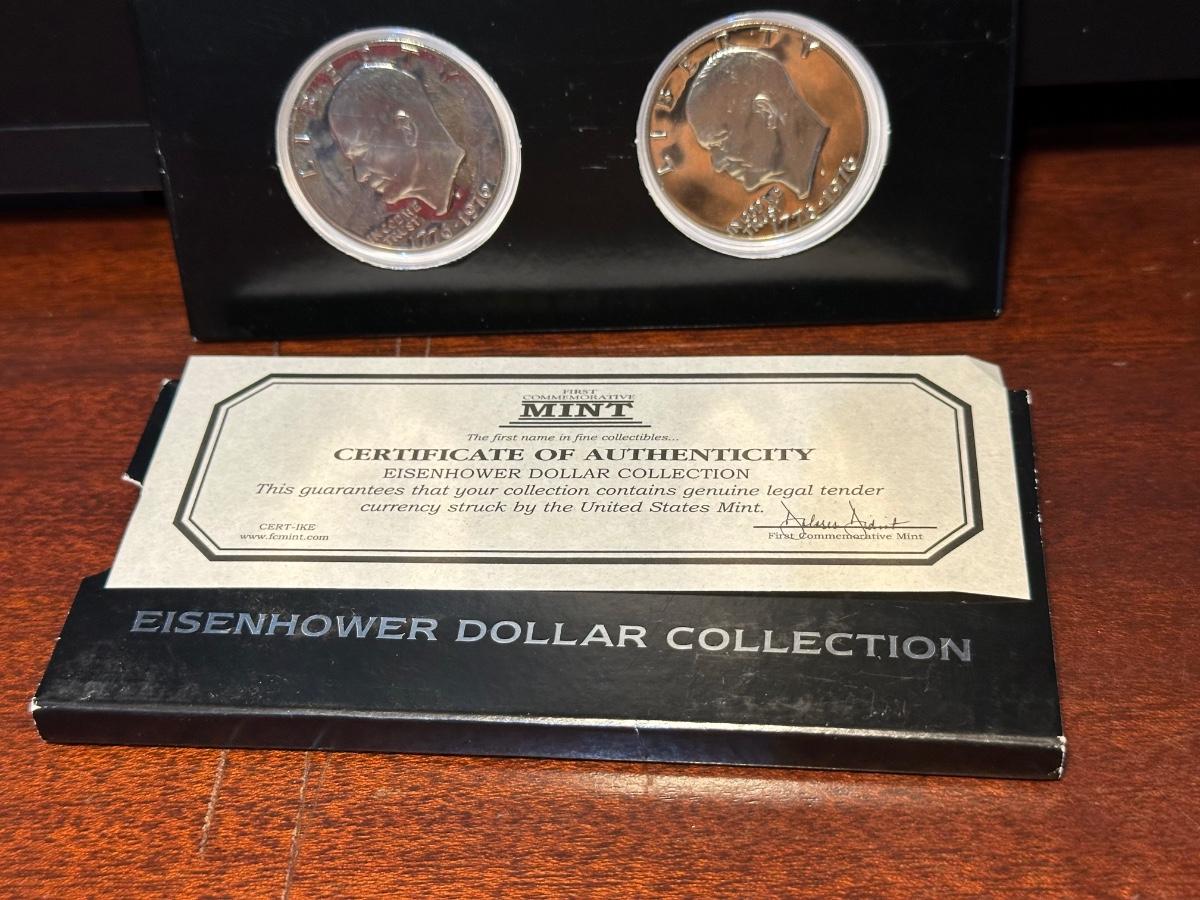 LIBERTY
IN GOD WE
TRUST
1776-1976
LIBERTY
IN GOD WE
TRUST
1776-1976
FIRST
COMMEMORATIVE
MINT
The first name in fine collectibles...
CERTIFICATE OF AUTHENTICITY
EISENHOWER DOLLAR COLLECTION
This guarantees that your collection contains genuine legal tender
currency struck by the United States Mint.
CERT-IKE
www.fcmint.com
First Commemorative Mint
EISENHOWER DOLLAR COLLECTION